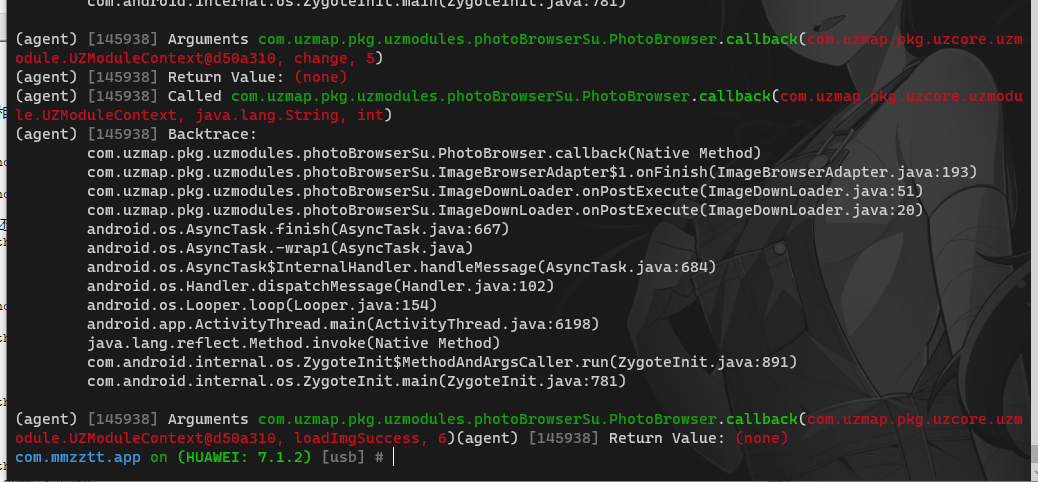 com.android.internal.os.ZygoteInit.main(ZygoteInit.java:781)
(agent) [145938] Arguments com.uzmap.pkg.uzmodules.photoBrowserSu.PhotoBrowser.callback(com.uzmap.pkg.uzcore.uzm
odule.UZModuleContext@d50a310, change, 5)
(agent) [145938] Return Value: (none)
(agent) [145938] Called com.uzmap.pkg.uzmodules.photoBrowserSu.PhotoBrowser.callback(com.uzmap.pkg.uzcore.uzmodu
le.UZModuleContext, java.lang.String, int)
(agent) [145938] Backtrace:
com.uzmap.pkg.uzmodules.photoBrowserSu.PhotoBrowser.callback(Native Method)
com.uzmap.pkg.uzmodules.photoBrowserSu.ImageBrowserAdapter$1.onFinish(ImageBrowserAdapter.java:193)
com.uzmap.pkg.uzmodules.photoBrowserSu.ImageDownLoader.onPostExecute(ImageDownLoader.java:51)
com.uzmap.pkg.uzmodules.photoBrowserSu.ImageDownLoader.onPostExecute(ImageDownLoader.java:20)
android.os.AsyncTask.finish(AsyncTask.java:667)
android.os.AsyncTask.-wrap1(AsyncTask.java)
android.os.AsyncTask$InternalHandler.handleMessage(AsyncTask.java:684)
android.os.Handler.dispatchMessage(Handler.java:102)
android.os.Looper.loop(Looper.java:154)
android.app.ActivityThread.main(ActivityThread.java:6198)
java.lang.reflect.Method.invoke(Native Method)
com.android.internal.os.ZygoteInit$MethodAndArgsCaller.run(ZygoteInit.java:891)
com.android.internal.os.ZygoteInit.main(ZygoteInit.java:781)
(agent) [145938] Arguments com.uzmap.pkg.uzmodules.photoBrowserSu.PhotoBrowser.callback(com.uzmap.pkg.uzcore.uzm
odule.UZModuleContext@d50a310, loadImgSuccess, 6)(agent) [145938] Return Value: (none)
com.mmzztt.app on (HUAWEI: 7.1.2) [usb] #